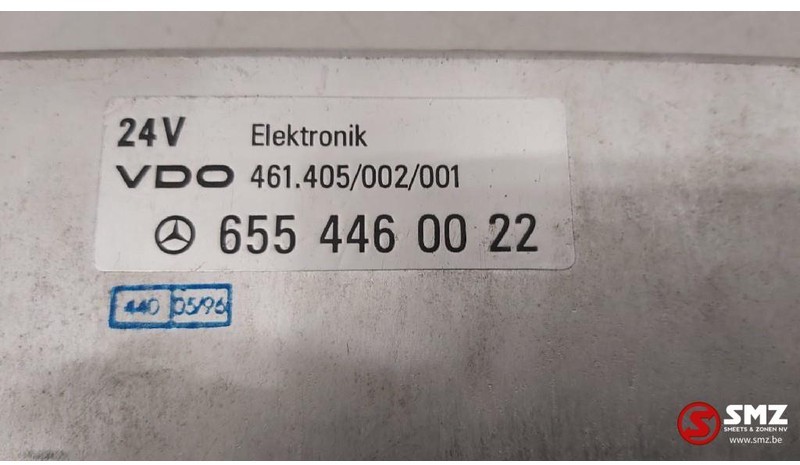 24V Elektronik
VDO 461.405/002/001
655 446 00 22
440 05/96
SMZ
SMEETS & ZONEN NV
www.smz.be